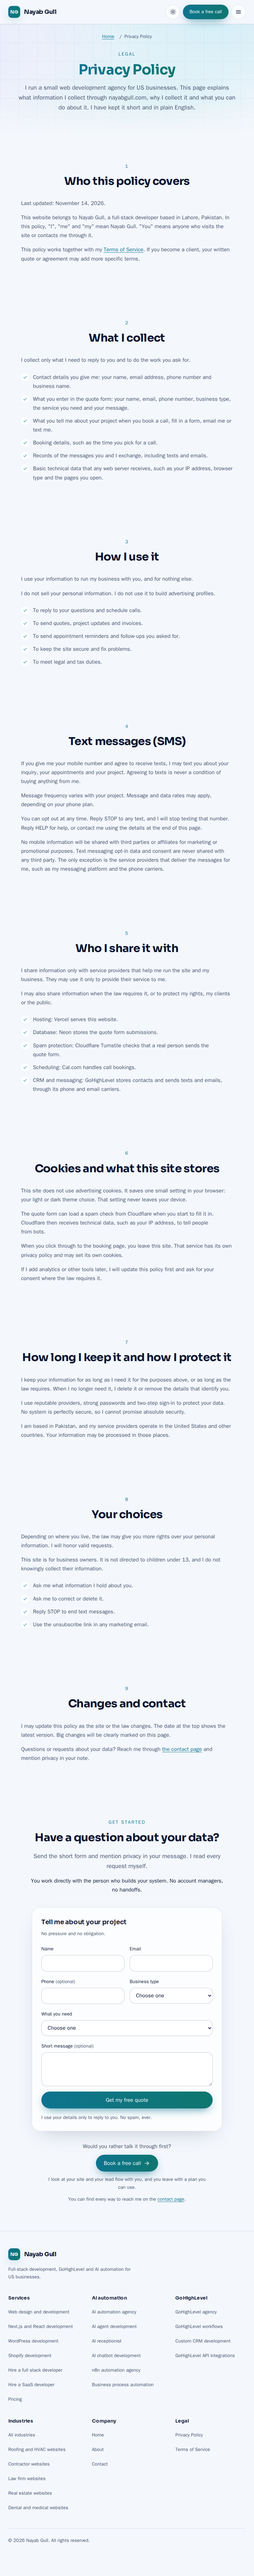 NG Nayab Gull
Book a free call
Home / Privacy Policy
LEGAL
Privacy Policy
I run a small web development agency for US businesses. This page explains
what information I collect through nayabgull.com, why I collect it and what you can
do about it. I have kept it short and in plain English.
1
Who this policy covers
Last updated: November 14, 2026.
This website belongs to Nayab Gull, a full-stack developer based in Lahore, Pakistan. In
this policy, "I", "me" and "my" mean Nayab Gull. "You" means anyone who visits the
site or contacts me through it.
This policy works together with my Terms of Service. If you become a client, your written
quote or agreement may add more specific terms.
2
What I collect
I collect only what I need to reply to you and to do the work you ask for.
Contact details you give me: your name, email address, phone number and
business name.
What you enter in the quote form: your name, email, phone number, business type,
the service you need and your message.
What you tell me about your project when you book a call, fill in a form, email me or
text me.
Booking details, such as the time you pick for a call.
Records of the messages you and I exchange, including texts and emails.
Basic technical data that any web server receives, such as your IP address, browser
type and the pages you open.
3
How I use it
I use your information to run my business with you, and for nothing else.
I do not sell your personal information. I do not use it to build advertising profiles.
To reply to your questions and schedule calls.
To send quotes, project updates and invoices.
To send appointment reminders and follow-ups you asked for.
To keep the site secure and fix problems.
To meet legal and tax duties.
4
Text messages (SMS)
If you give me your mobile number and agree to receive texts, I may text you about your
inquiry, your appointments and your project. Agreeing to texts is never a condition of
buying anything from me.
Message frequency varies with your project. Message and data rates may apply,
depending on your phone plan.
You can opt out at any time. Reply STOP to any text, and I will stop texting that number.
Reply HELP for help, or contact me using the details at the end of this page.
No mobile information will be shared with third parties or affiliates for marketing or
promotional purposes. Text messaging opt-in data and consent are never shared with
any third party. The only exception is the service providers that deliver the messages for
me, such as my messaging platform and the phone carriers.
5
Who I share it with
I share information only with service providers that help me run the site and my
business. They may use it only to provide their service to me.
I may also share information when the law requires it, or to protect my rights, my clients
or the public.
Hosting: Vercel serves this website.
Database: Neon stores the quote form submissions.
Spam protection: Cloudflare Turnstile checks that a real person sends the
quote form.
Scheduling: Cal.com handles call bookings.
CRM and messaging: GoHighLevel stores contacts and sends texts and emails,
through its phone and email carriers.
6
Cookies and what this site stores
This site does not use advertising cookies. It saves one small setting in your browser:
your light or dark theme choice. That setting never leaves your device.
The quote form can load a spam check from Cloudflare when you start to fill it in.
Cloudflare then receives technical data, such as your IP address, to tell people
from bots.
When you click through to the booking page, you leave this site. That service has its own
privacy policy and may set its own cookies.
If I add analytics or other tools later, I will update this policy first and ask for your
consent where the law requires it.
7
How long I keep it and how I protect it
I keep your information for as long as I need it for the purposes above, or as long as the
law requires. When I no longer need it, I delete it or remove the details that identify you.
I use reputable providers, strong passwords and two-step sign-in to protect your data.
No system is perfectly secure, so I cannot promise absolute security.
I am based in Pakistan, and my service providers operate in the United States and other
countries. Your information may be processed in those places.
8
Your choices
Depending on where you live, the law may give you more rights over your personal
information. I will honor valid requests.
This site is for business owners. It is not directed to children under 13, and I do not
knowingly collect their information.
Ask me what information I hold about you.
Ask me to correct or delete it.
Reply STOP to end text messages.
Use the unsubscribe link in any marketing email.
9
Changes and contact
I may update this policy as the site or the law changes. The date at the top shows the
latest version. Big changes will be clearly marked on this page.
Questions or requests about your data? Reach me through the contact page and
mention privacy in your note.
GET STARTED
Have a question about your data?
Send the short form and mention privacy in your message. I read every
request myself.
You work directly with the person who builds your system. No account managers,
no handoffs.
Tell me about your project
No pressure and no obligation.
Name
Email
Phone (optional)
Business type
Choose one
What you need
Choose one
Short message (optional)
Get my free quote
I use your details only to reply to you. No spam, ever.
Would you rather talk it through first?
Book a free call →
I look at your site and your lead flow with you, and you leave with a plan you
can use.
You can find every way to reach me on the contact page.
NG Nayab Gull
Full-stack development, GoHighLevel and AI automation for
US businesses.
Services
Web design and development
Next.js and React development
WordPress development
Shopify development
Hire a full stack developer
Hire a SaaS developer
Pricing
AI automation
AI automation agency
AI agent development
AI receptionist
AI chatbot development
n8n automation agency
Business process automation
GoHighLevel
GoHighLevel agency
GoHighLevel workflows
Custom CRM development
GoHighLevel API integrations
Industries
All industries
Roofing and HVAC websites
Contractor websites
Law firm websites
Real estate websites
Dental and medical websites
Company
Home
About
Contact
Legal
Privacy Policy
Terms of Service
© 2026 Nayab Gull. All rights reserved.